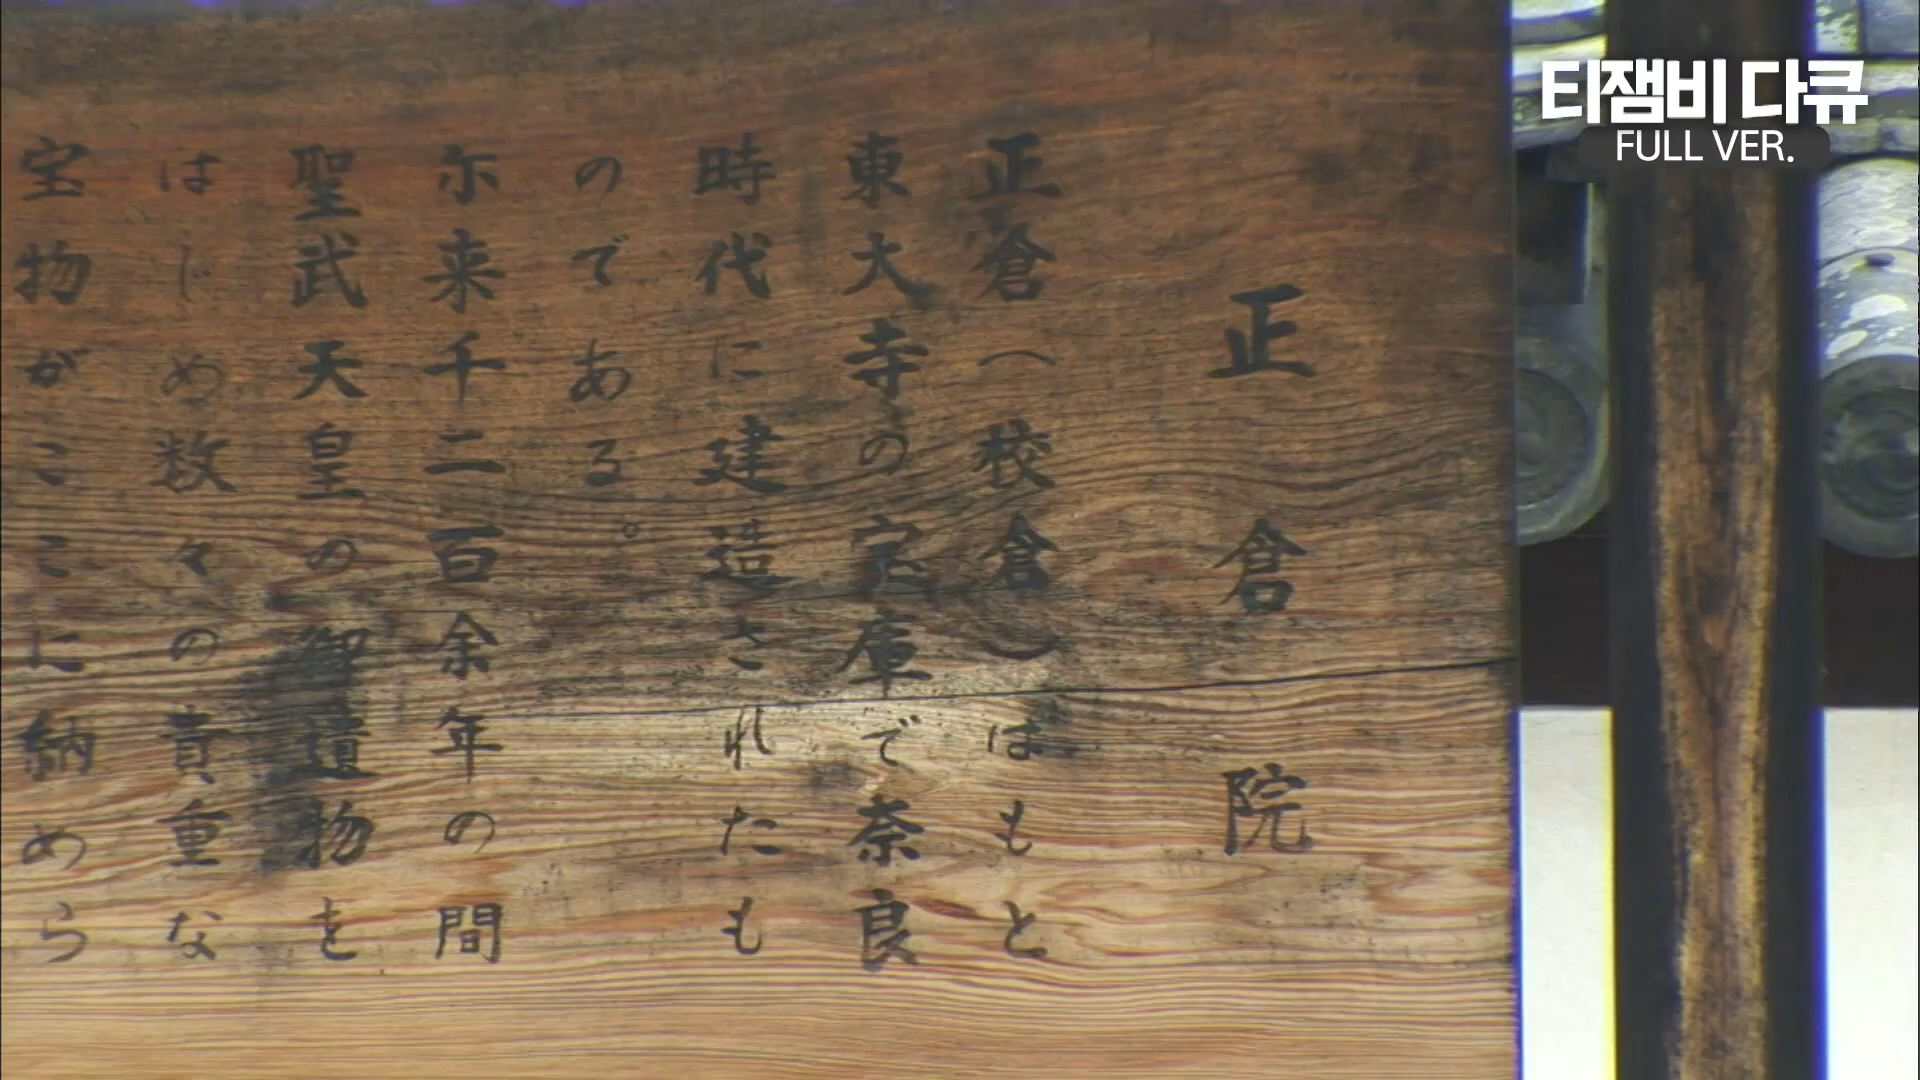 正倉院
正倉(校倉)はもと
東大寺の宝庫で奈良
時代に建造されたも
のである。
尓来千二百余年の間
聖武天皇の御遺物を
はじめ数々の貴重な
宝物がここに納めら
티잼비 다큐
FULL VER.